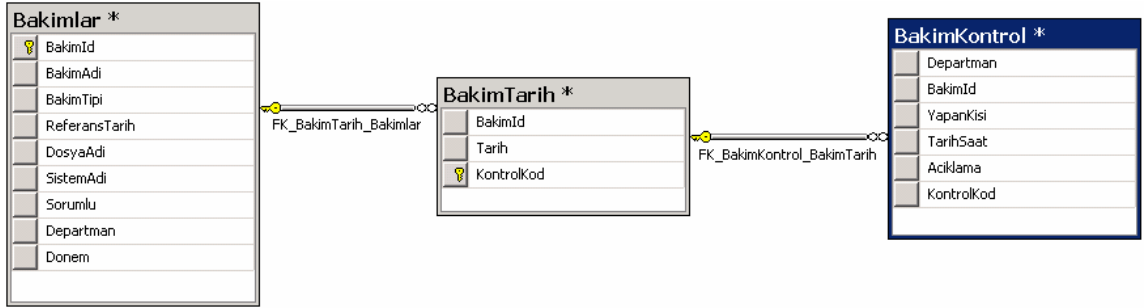 Bakimlar *
BakimId
BakimAdi
BakimTipi
ReferansTarih
DosyaAdi
SistemAdi
Sorumlu
Departman
Donem
FK_BakimTarih_Bakimlar
BakimTarih *
BakimId
Tarih
KontrolKod
FK_BakimKontrol_BakimTarih
BakimKontrol *
Departman
BakimId
YapanKisi
TarihSaat
Aciklama
KontrolKod